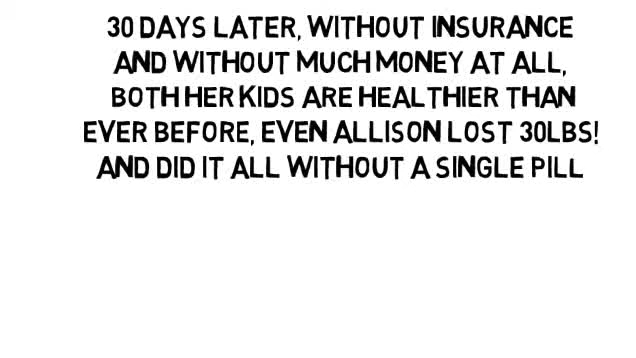 30 DAYS LATER, WITHOUT INSURANCE
AND WITHOUT MUCH MONEY AT ALL,
BOTH HER KIDS ARE HEALTHIER THAN
EVER BEFORE, EVEN ALLISON LOST 30LBS!
AND DID IT ALL WITHOUT A SINGLE PILL